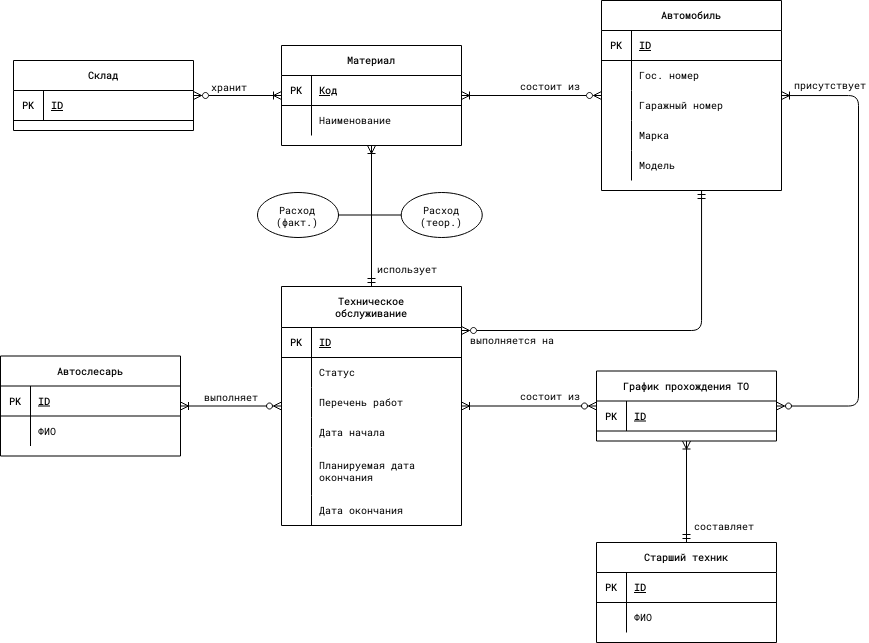 Автомобиль
PK ID
Гос. номер
Гаражный номер
Марка
Модель
Материал
PK Код
Наименование
Склад
PK ID
хранит
состоит из
присутствует
Расход
(факт.)
Расход
(теор.)
использует
Техническое
обслуживание
PK ID
Статус
Перечень работ
Дата начала
Планируемая дата
окончания
Дата окончания
выполняется на
Автослесарь
PK ID
ФИО
выполняет
состоит из
График прохождения ТО
PK ID
составляет
Старший техник
PK ID
ФИО